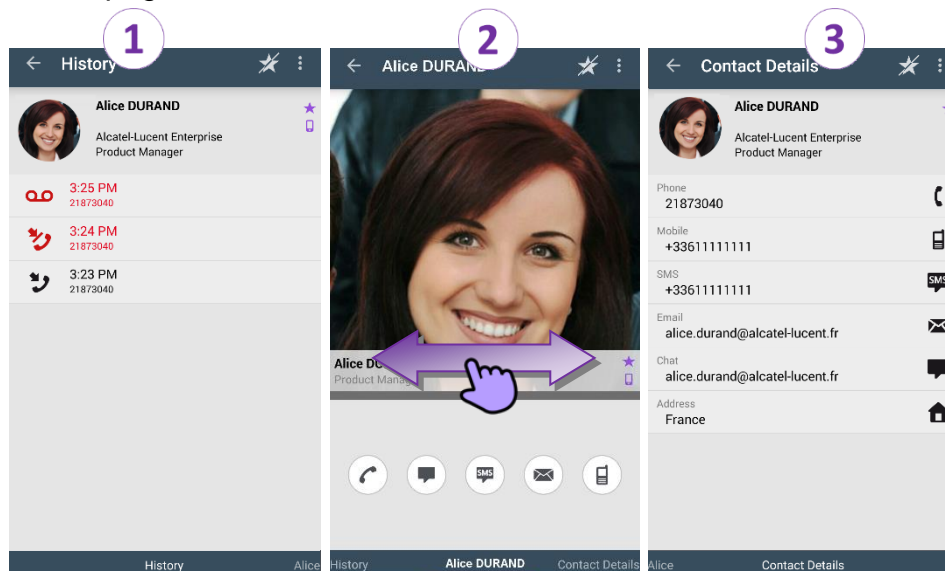 1
History
Alice DURAND
Alcatel-Lucent Enterprise
Product Manager
3:25 PM
21873040
3:24 PM
21873040
3:23 PM
21873040
History
Alice
2
Alice DURAND
Alice
Product
SMS
History
Alice DURAND
Contact Details
3
Contact Details
Alice DURAND
Alcatel-Lucent Enterprise
Product Manager
Phone
21873040
Mobile
+33611111111
SMS
+33611111111
SMS
Email
alice.durand@alcatel-lucent.fr
Chat
alice.durand@alcatel-lucent.fr
Address
France
Alice
Contact Details